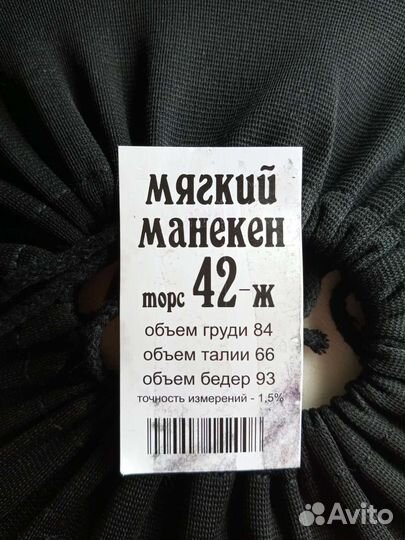 мягкий
манекен
торс 42-ж
объем груди 84
объем талии 66
объем бедер 93
точность измерений - 1,5%
Avito